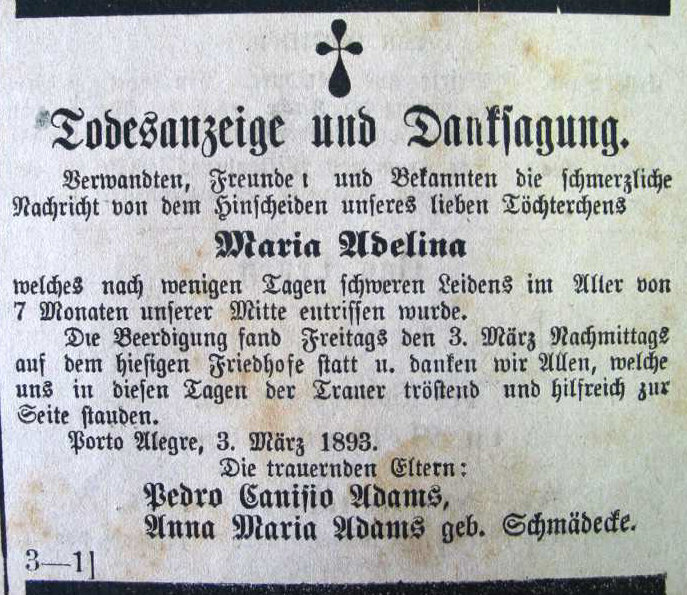 Todesanzeige und Danksagung.
Verwandten, Freunden und Bekannten die schmerzliche
Nachricht von dem Hinscheiden unseres lieben Töchterchens
Maria Adelina
welches nach wenigen Tagen schweren Leidens im Alter von
7 Monaten unserer Mitte entrissen wurde.
Die Beerdigung fand Freitags den 3. März Nachmittags
auf dem hiesigen Friedhofe statt u. danken wir Allen, welche
uns in diesen Tagen der Trauer tröstend und hilfreich zur
Seite standen.
Porto Alegre, 3. März 1893.
Die trauernden Eltern:
Pedro Canisio Adams,
Anna Maria Adams geb. Schmädecke.
3—1]